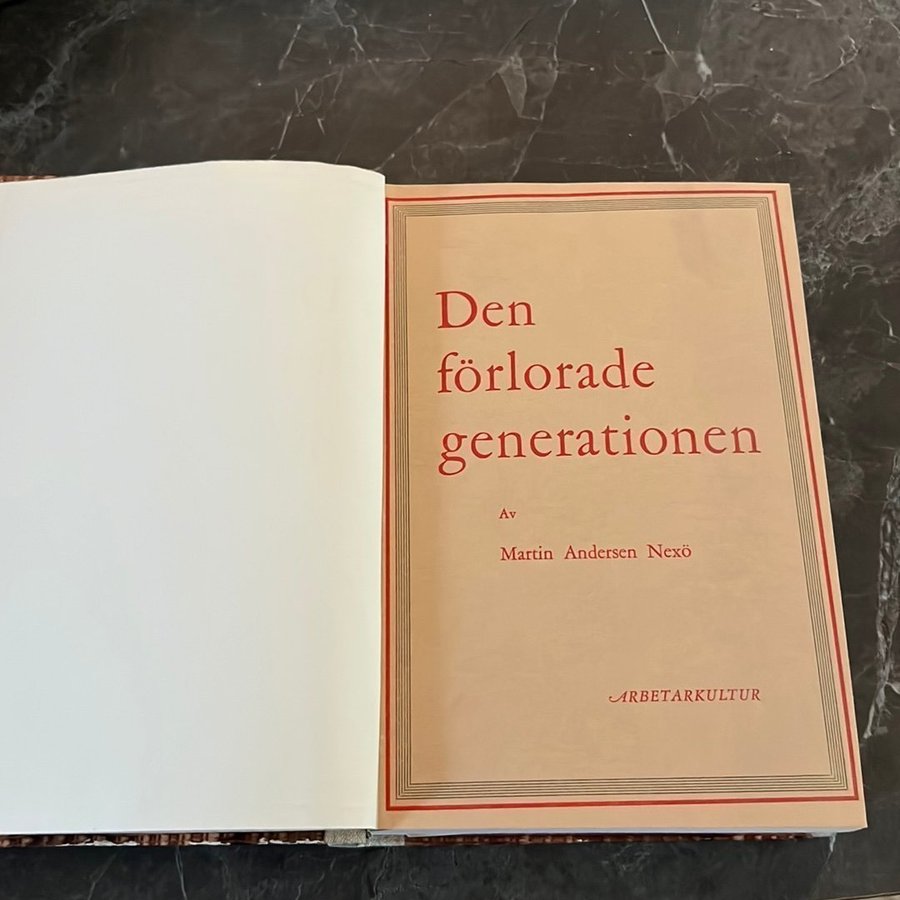 Den
förlorade
generationen
Av
Martin Andersen Nexö
ARBETARKULTUR